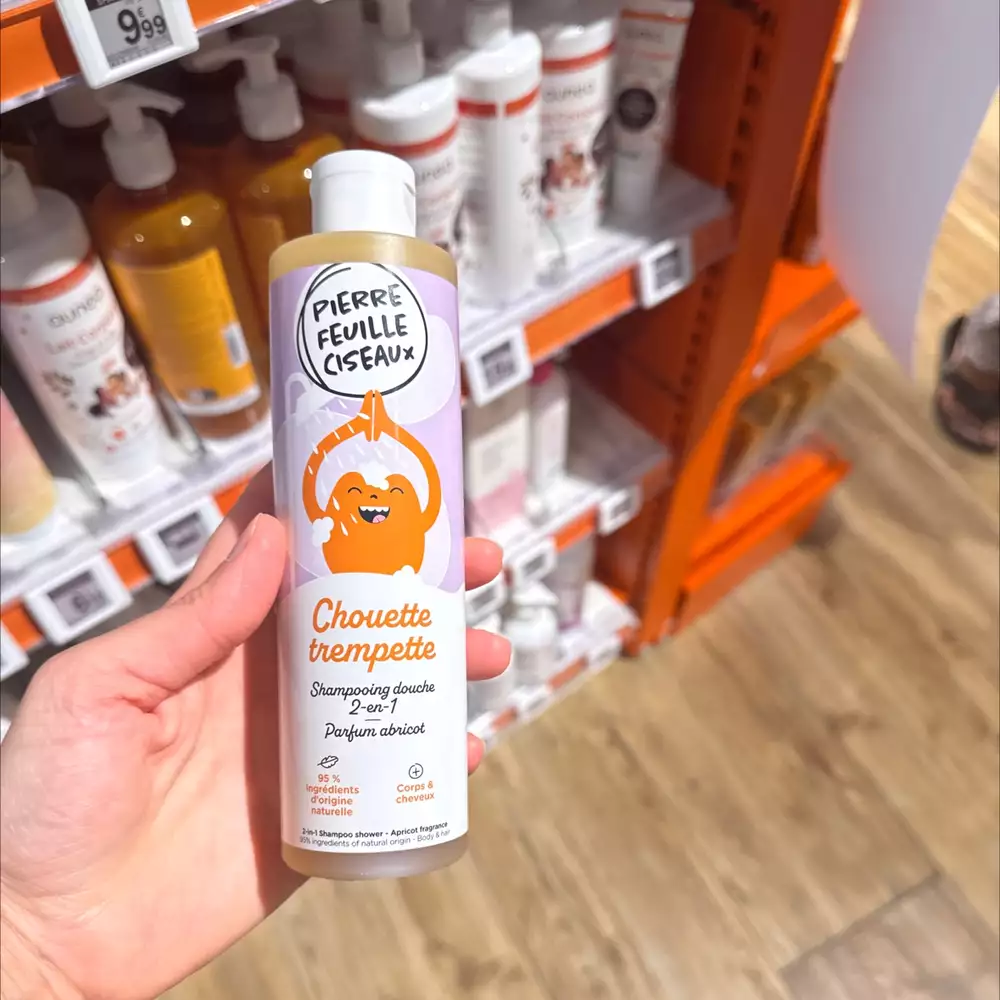 9€99
PIERRE
FEUILLE
CISEAUX
Chouette
trempette
Shampooing douche
2-en-1
Parfum abricot
95 %
ingrédients
d'origine
naturelle
Corps &
cheveux
2-in-1 Shampoo shower - Apricot fragrance
95% ingredients of natural origin - Body & hair